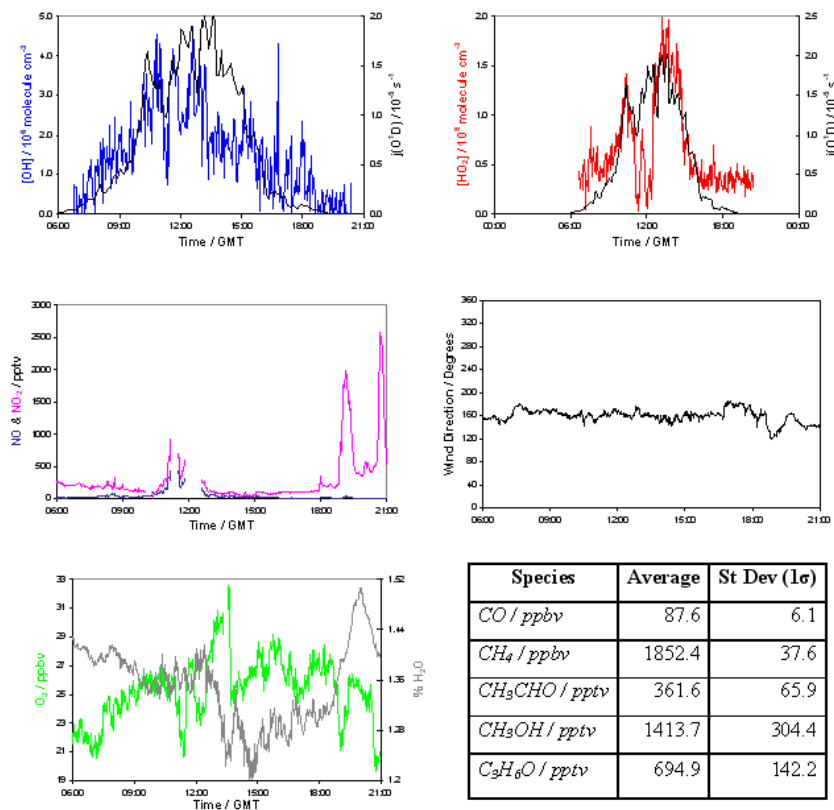 5.0
4.0
3.0
2.0
1.0
0.0
[OH] / 10⁶ molecule cm⁻³
2.0
1.5
1.0
0.5
0.0
j(O¹D) / 10⁻⁵ s⁻¹
06:00 09:00 12:00 15:00 18:00 21:00
Time / GMT
2.0
1.5
1.0
0.5
0.0
[HO₂] / 10⁸ molecule cm⁻³
2.5
2.0
1.5
1.0
0.5
0.0
j(O¹D) / 10⁻⁵ s⁻¹
00:00 06:00 12:00 18:00 00:00
Time / GMT
3000
2500
2000
1500
1000
500
0
NO & NO₂ / pptv
06:00 09:00 12:00 15:00 18:00 21:00
Time / GMT
360
320
280
240
200
160
120
80
40
0
Wind Direction / Degrees
06:00 09:00 12:00 15:00 18:00 21:00
Time / GMT
33
31
29
27
25
23
21
19
O₃ / ppbv
1.52
1.44
1.36
1.28
1.2
% H₂O
06:00 09:00 12:00 15:00 18:00 21:00
Time / GMT
Species Average St Dev (1σ)
CO / ppbv 87.6 6.1
CH₄ / ppbv 1852.4 37.6
CH₃CHO / pptv 361.6 65.9
CH₃OH / pptv 1413.7 304.4
C₃H₆O / pptv 694.9 142.2